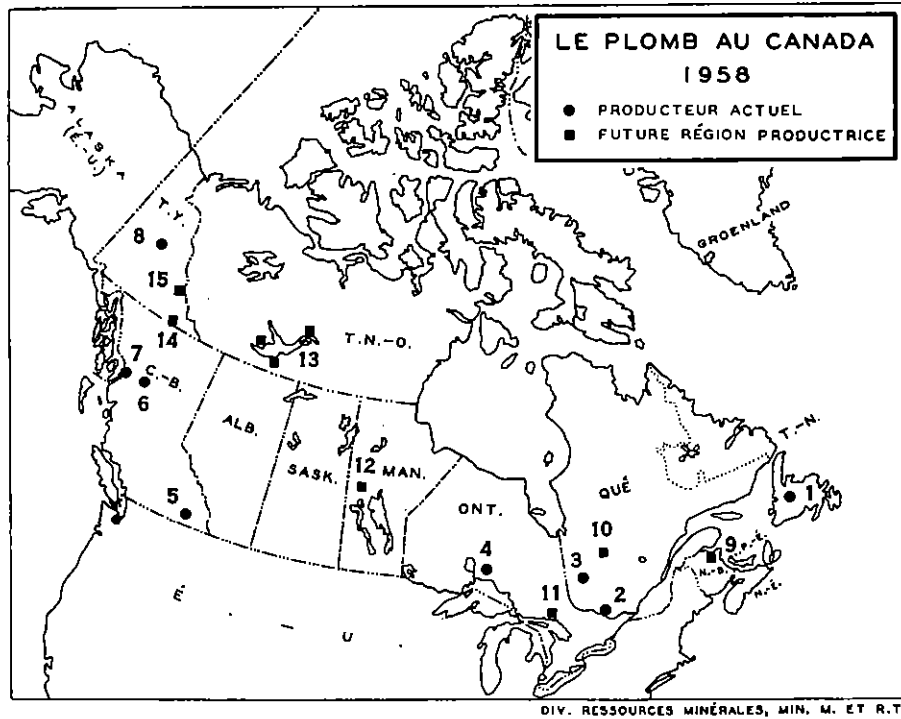 LE PLOMB AU CANADA
1958
● PRODUCTEUR ACTUEL
■ FUTURE RÉGION PRODUCTRICE
ALASKA
(É.-U.)
GROENLAND
T.Y.
8
15
14
T.N.-O.
13
7
C.-B.
6
ALB.
SASK.
12
MAN.
T.-N.
QUÉ
1
5
ONT.
10
9
Î.P.-É.
4
3
N.-B.
N.-É.
11
2
É - U
DIV. RESSOURCES MINÉRALES, MIN. M. ET R.T